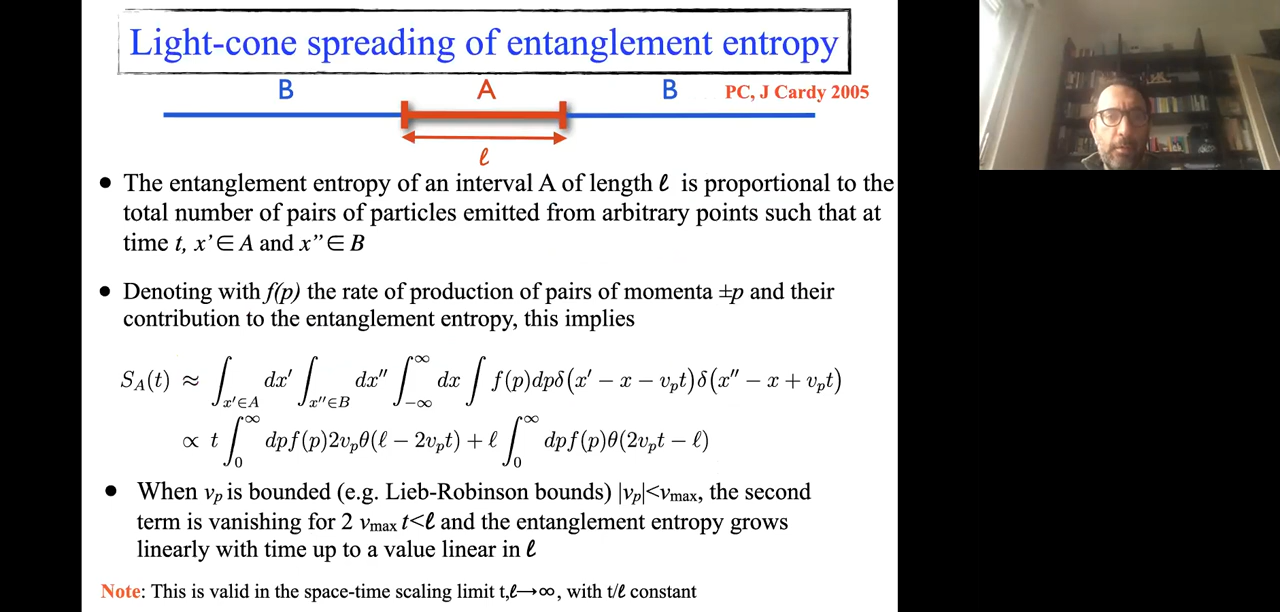 Light-cone spreading of entanglement entropy
B A B PC, J Cardy 2005
ℓ
• The entanglement entropy of an interval A of length ℓ is proportional to the
total number of pairs of particles emitted from arbitrary points such that at
time t, x’∈A and x”∈B
• Denoting with f(p) the rate of production of pairs of momenta ±p and their
contribution to the entanglement entropy, this implies
S_A(t) ≈ ∫_{x′∈A} dx′ ∫_{x″∈B} dx″ ∫_{−∞}^{∞} dx ∫ f(p)dpδ(x′ − x − v_p t)δ(x″ − x + v_p t)
∝ t ∫_0^∞ dpf(p)2v_pθ(ℓ − 2v_p t) + ℓ ∫_0^∞ dpf(p)θ(2v_p t − ℓ)
• When v_p is bounded (e.g. Lieb-Robinson bounds) |v_p|<v_max, the second
term is vanishing for 2 v_max t<ℓ and the entanglement entropy grows
linearly with time up to a value linear in ℓ
Note: This is valid in the space-time scaling limit t,ℓ→∞, with t/ℓ constant